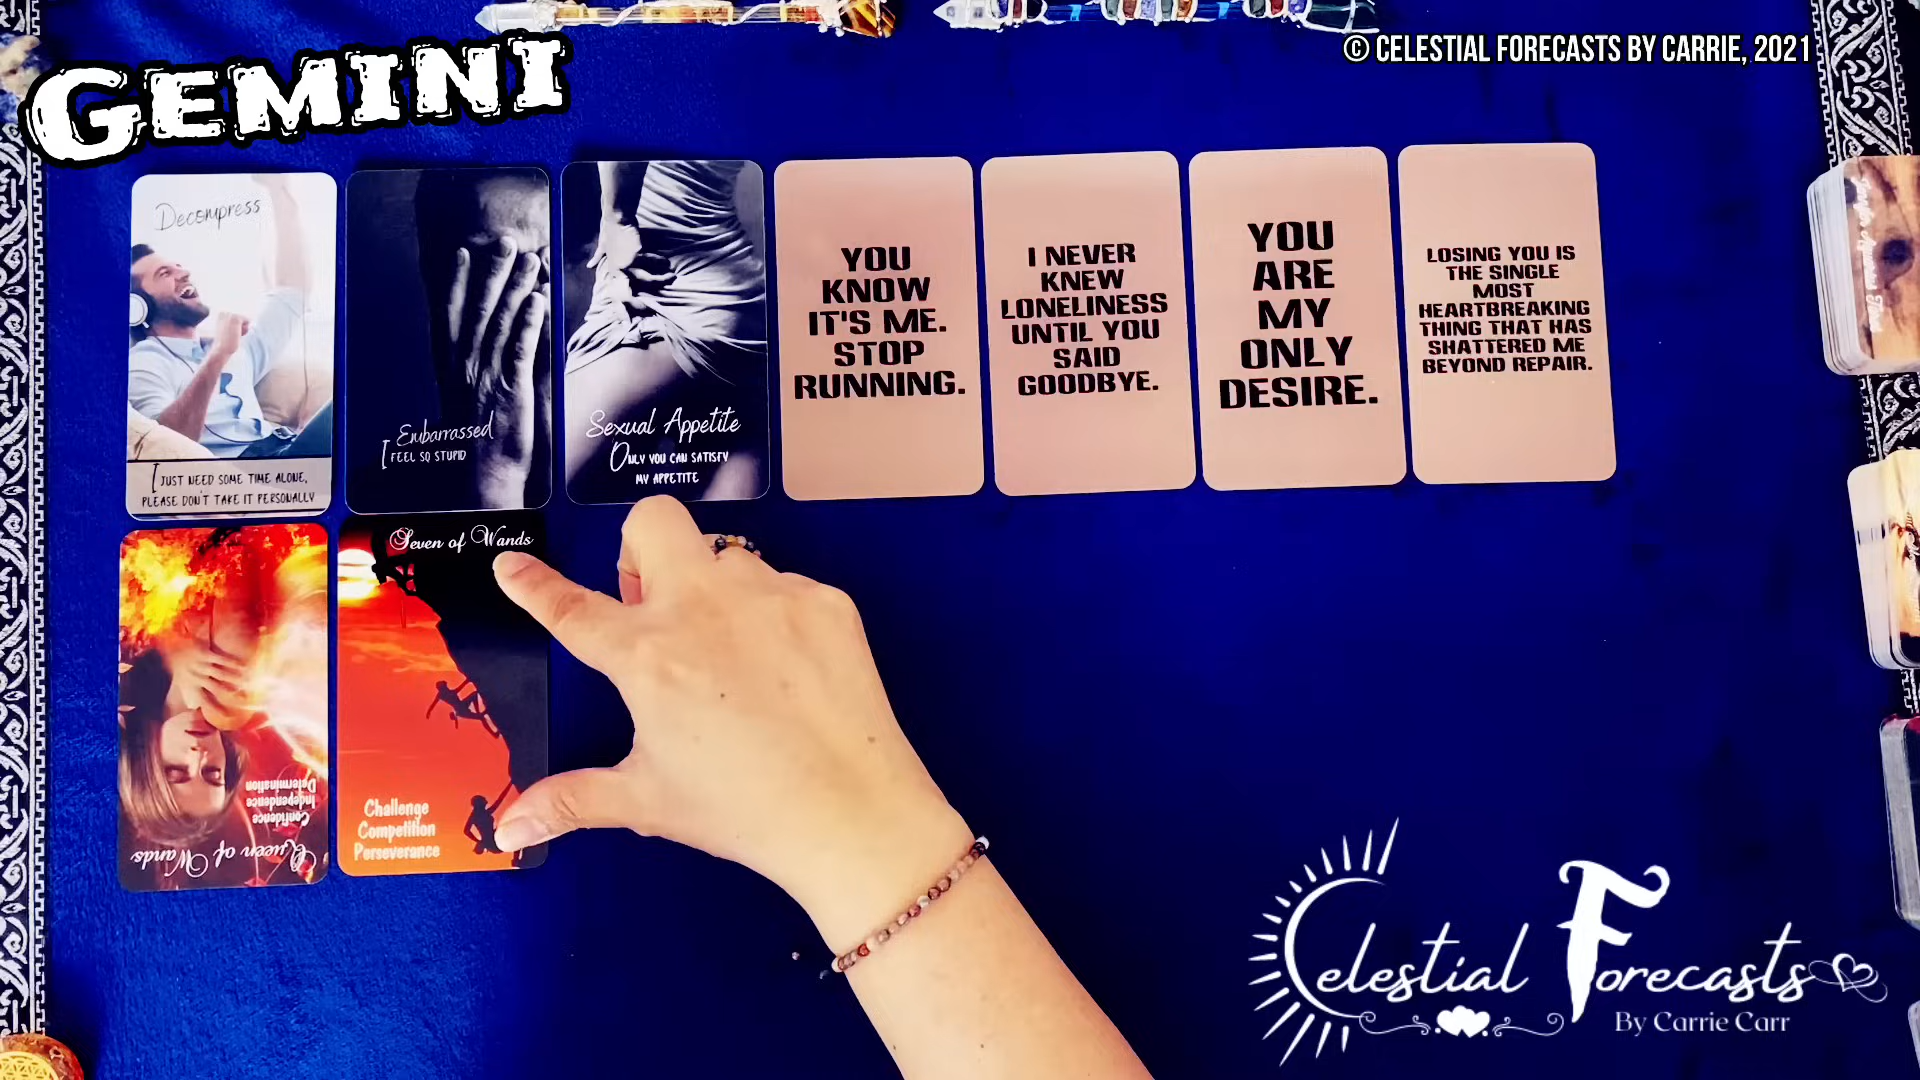 GEMINI
© CELESTIAL FORECASTS BY CARRIE, 2021
Decompress
I JUST NEED SOME TIME ALONE,
PLEASE DON'T TAKE IT PERSONALLY
Embarrassed
I FEEL SO STUPID
Sexual Appetite
ONLY YOU CAN SATISFY
MY APPETITE
YOU
KNOW
IT'S ME.
STOP
RUNNING.
I NEVER
KNEW
LONELINESS
UNTIL YOU
SAID
GOODBYE.
YOU
ARE
MY
ONLY
DESIRE.
LOSING YOU IS
THE SINGLE
MOST
HEARTBREAKING
THING THAT HAS
SHATTERED ME
BEYOND REPAIR.
Queen of Wands
Confidence
Independence
Determination
Seven of Wands
Challenge
Competition
Perseverance
Celestial Forecasts
By Carrie Carr